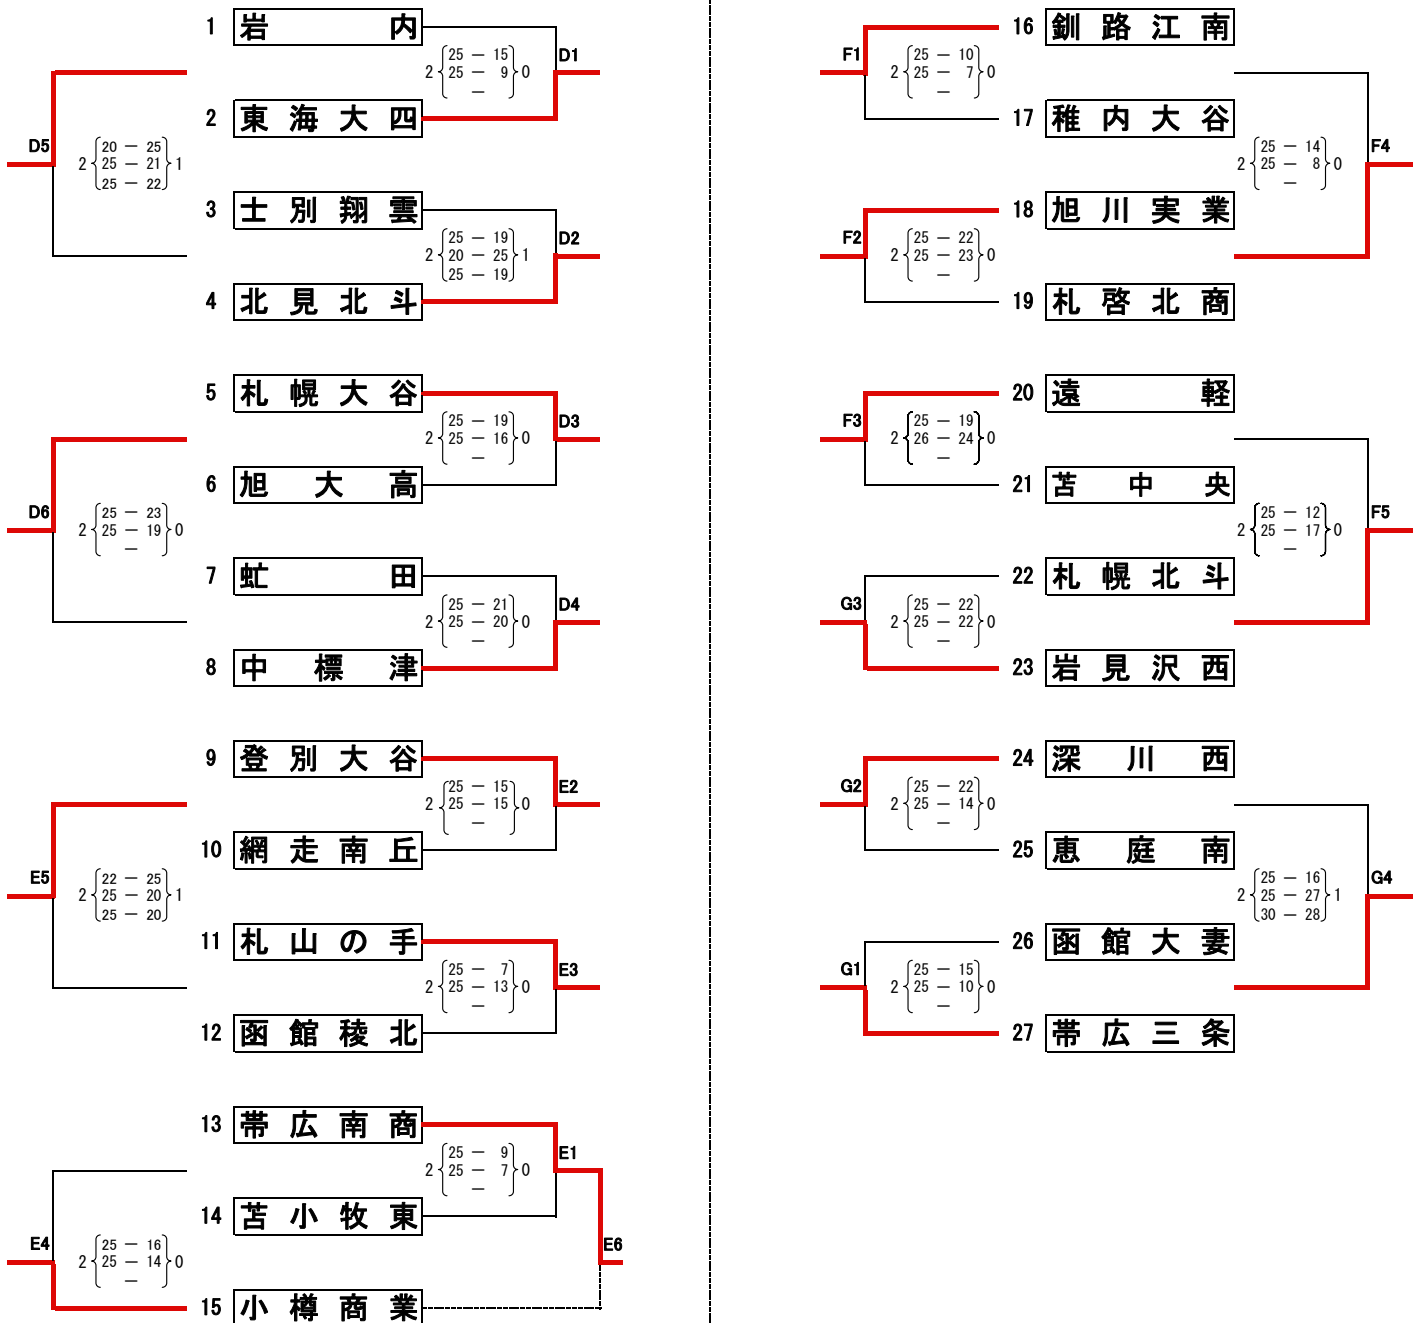 1 岩内
25 － 15
2 25 － 9 0
－
D1
2 東海大四
D5
20 － 25
2 25 － 21 1
25 － 22
3 士別翔雲
25 － 19
2 20 － 25 1
25 － 19
D2
4 北見北斗
5 札幌大谷
25 － 19
2 25 － 16 0
－
D3
6 旭大高
D6
25 － 23
2 25 － 19 0
－
7 虻田
25 － 21
2 25 － 20 0
－
D4
8 中標津
9 登別大谷
25 － 15
2 25 － 15 0
－
E2
10 網走南丘
E5
22 － 25
2 25 － 20 1
25 － 20
11 札山の手
25 － 7
2 25 － 13 0
－
E3
12 函館稜北
13 帯広南商
25 － 9
2 25 － 7 0
－
E1
14 苫小牧東
E4
25 － 16
2 25 － 14 0
－
E6
15 小樽商業
16 釧路江南
F1
25 － 10
2 25 － 7 0
－
17 稚内大谷
25 － 14
2 25 － 8 0
－
F4
18 旭川実業
F2
25 － 22
2 25 － 23 0
－
19 札啓北商
20 遠軽
F3
25 － 19
2 26 － 24 0
－
21 苫中央
25 － 12
2 25 － 17 0
－
F5
22 札幌北斗
G3
25 － 22
2 25 － 22 0
－
23 岩見沢西
24 深川西
G2
25 － 22
2 25 － 14 0
－
25 恵庭南
25 － 16
2 25 － 27 1
30 － 28
G4
26 函館大妻
G1
25 － 15
2 25 － 10 0
－
27 帯広三条